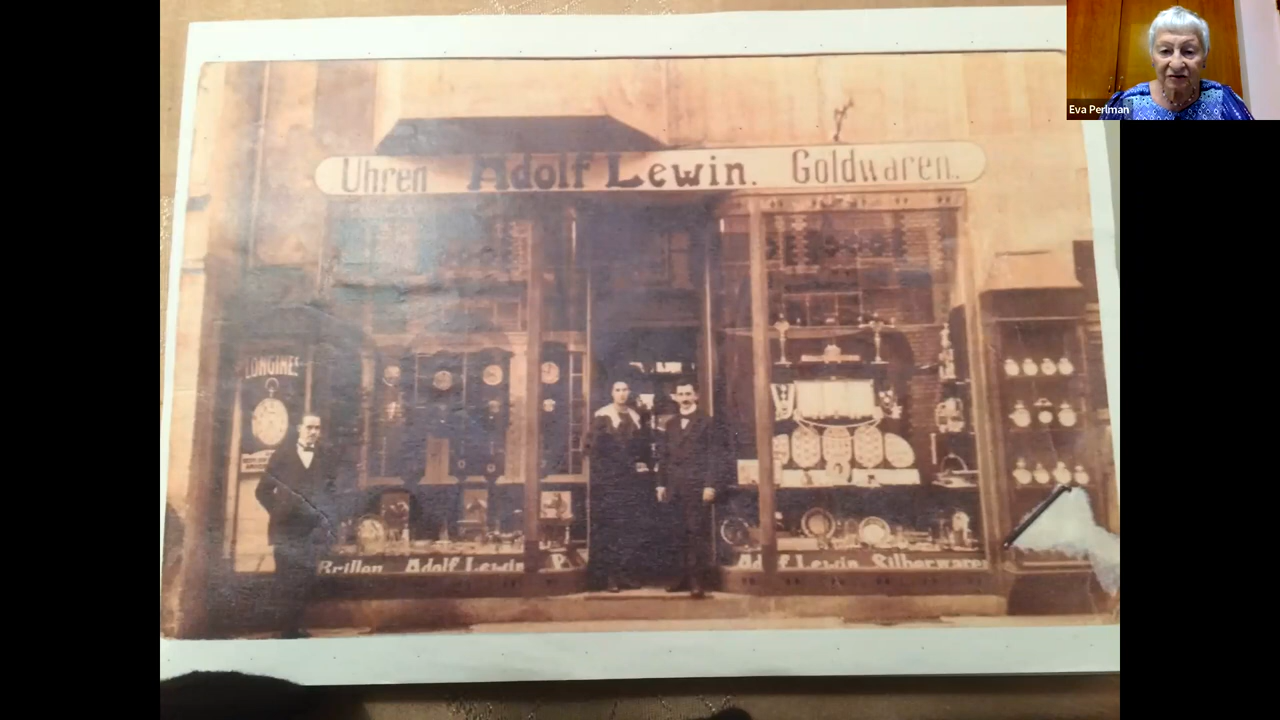 Eva Perlman
Uhren Adolf Lewin. Goldwaren.
LONGINES
Brillen Adolf Lewin
Adolf Lewin Silberwaren